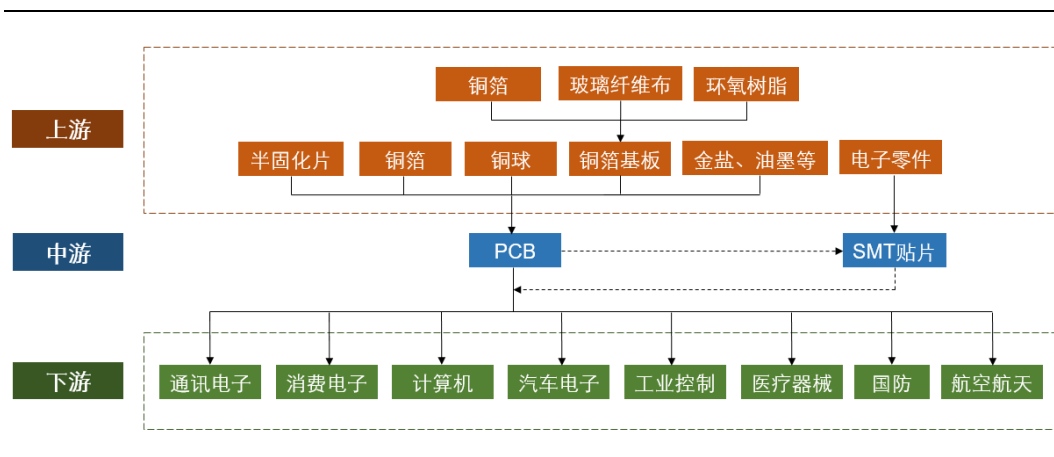 铜箔 玻璃纤维布 环氧树脂
上游
半固化片 铜箔 铜球 铜箔基板 金盐、油墨等 电子零件
中游 PCB SMT贴片
下游 通讯电子 消费电子 计算机 汽车电子 工业控制 医疗器械 国防 航空航天